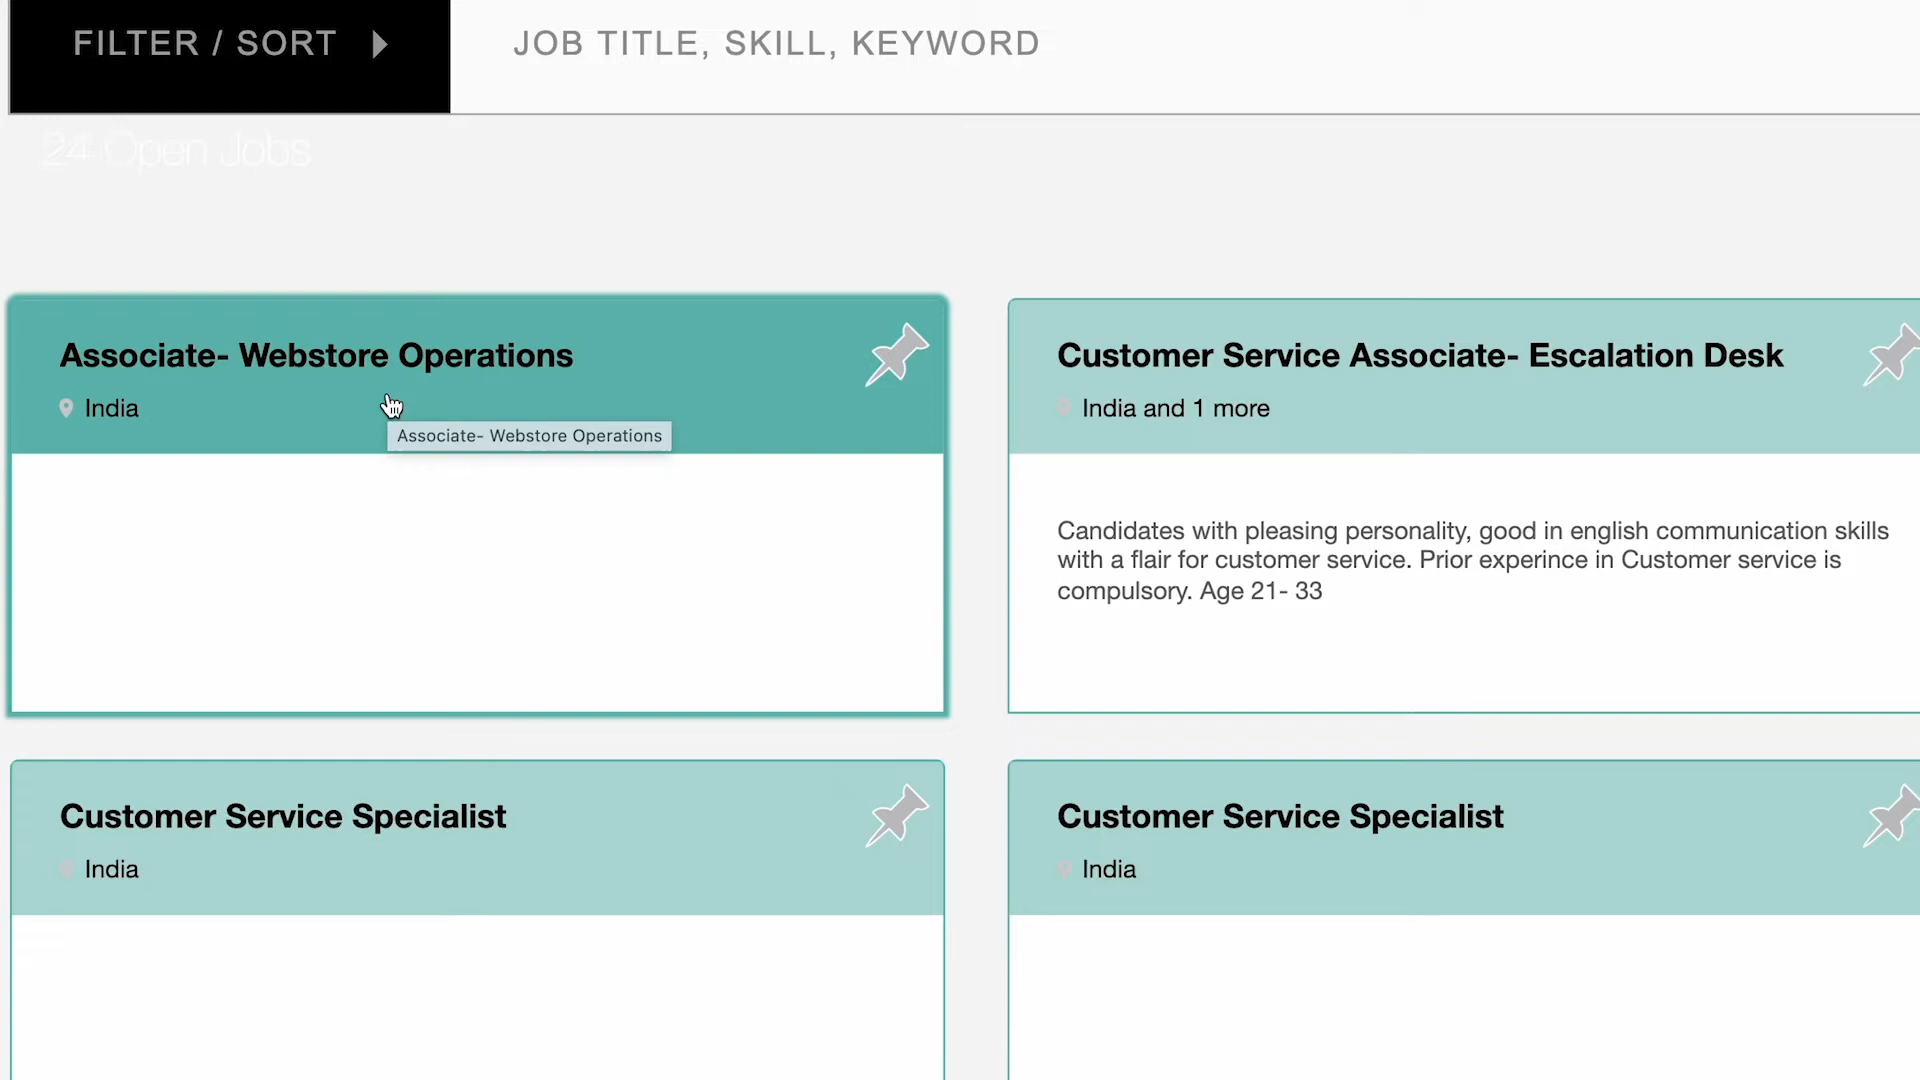 FILTER / SORT
JOB TITLE, SKILL, KEYWORD
24 Open Jobs
Associate- Webstore Operations
India
Associate- Webstore Operations
Customer Service Associate- Escalation Desk
India and 1 more
Candidates with pleasing personality, good in english communication skills
with a flair for customer service. Prior experince in Customer service is
compulsory. Age 21- 33
Customer Service Specialist
India
Customer Service Specialist
India